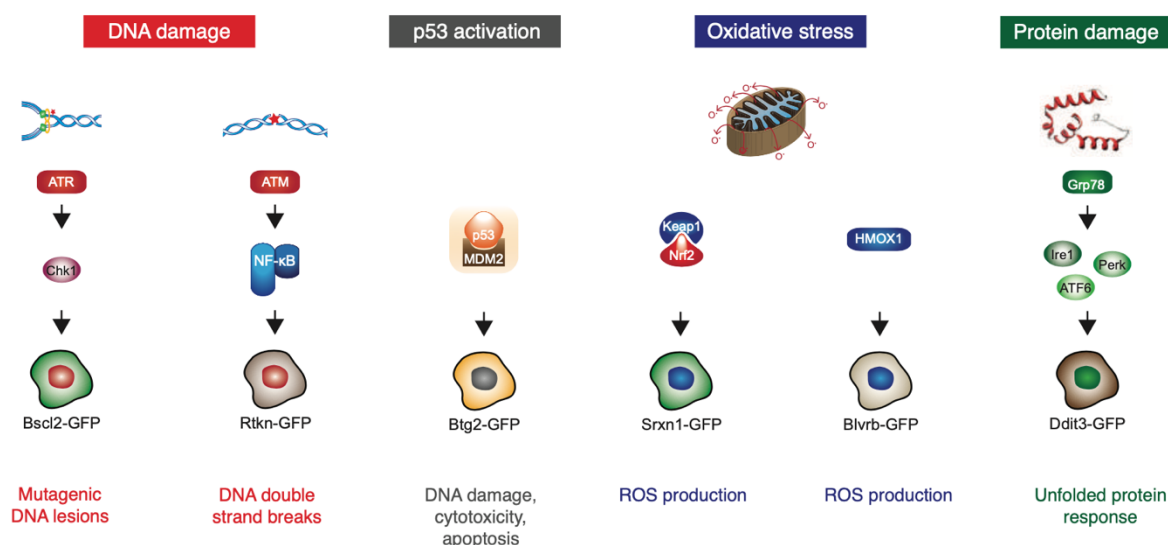 DNA damage
p53 activation
Oxidative stress
Protein damage
O· O· O· O· O· O· O· O· O·
ATR
ATM
Grp78
Chk1
NF-κB
p53
MDM2
Keap1
Nrf2
HMOX1
Ire1
Perk
ATF6
Bscl2-GFP
Rtkn-GFP
Btg2-GFP
Srxn1-GFP
Blvrb-GFP
Ddit3-GFP
Mutagenic
DNA lesions
DNA double
strand breaks
DNA damage,
cytotoxicity,
apoptosis
ROS production
ROS production
Unfolded protein
response